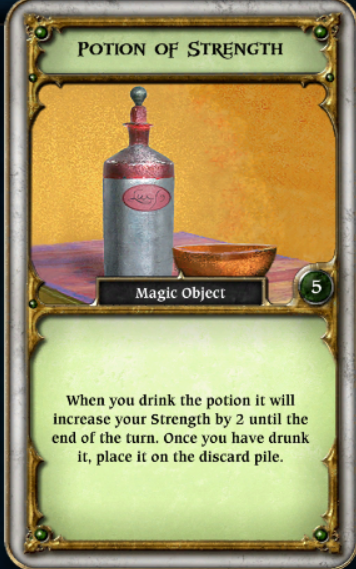 Potion of Strength
Magic Object
5
When you drink the potion it will
increase your Strength by 2 until the
end of the turn. Once you have drunk
it, place it on the discard pile.